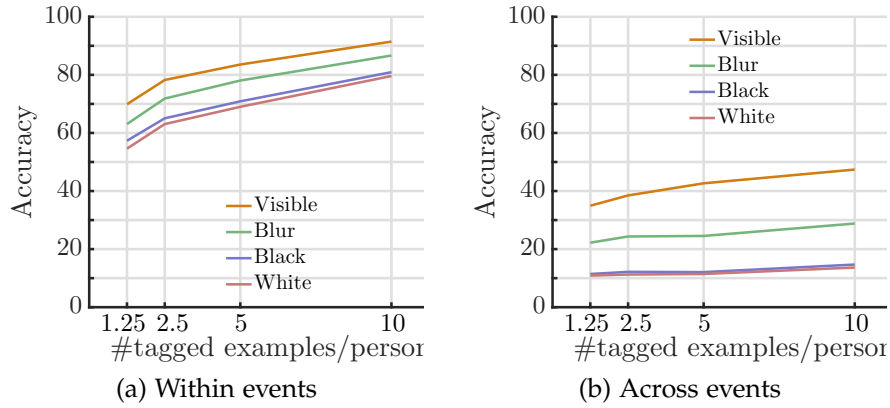 100
80
60
40
20
0
Accuracy
Visible
Blur
Black
White
1.25 2.5 5 10
#tagged examples/person
(a) Within events
100
80
60
40
20
0
Accuracy
Visible
Blur
Black
White
1.25 2.5 5 10
#tagged examples/person
(b) Across events